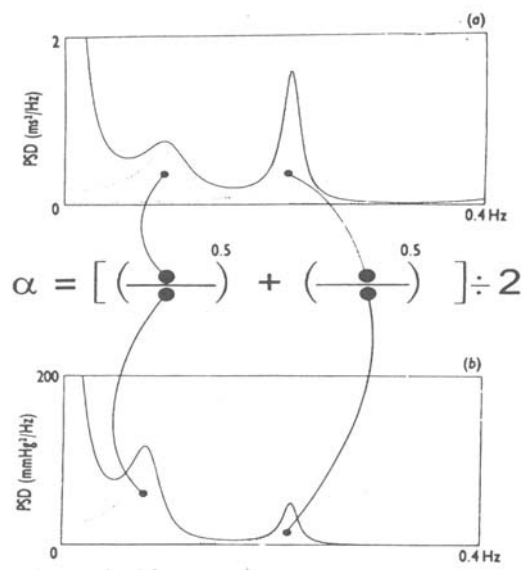 (a)
2
PSD (ms²/Hz)
0
0.4 Hz
α = [ ( ) 0.5 + ( ) 0.5 ] ÷ 2
(b)
200
PSD (mmHg²/Hz)
0
0.4 Hz